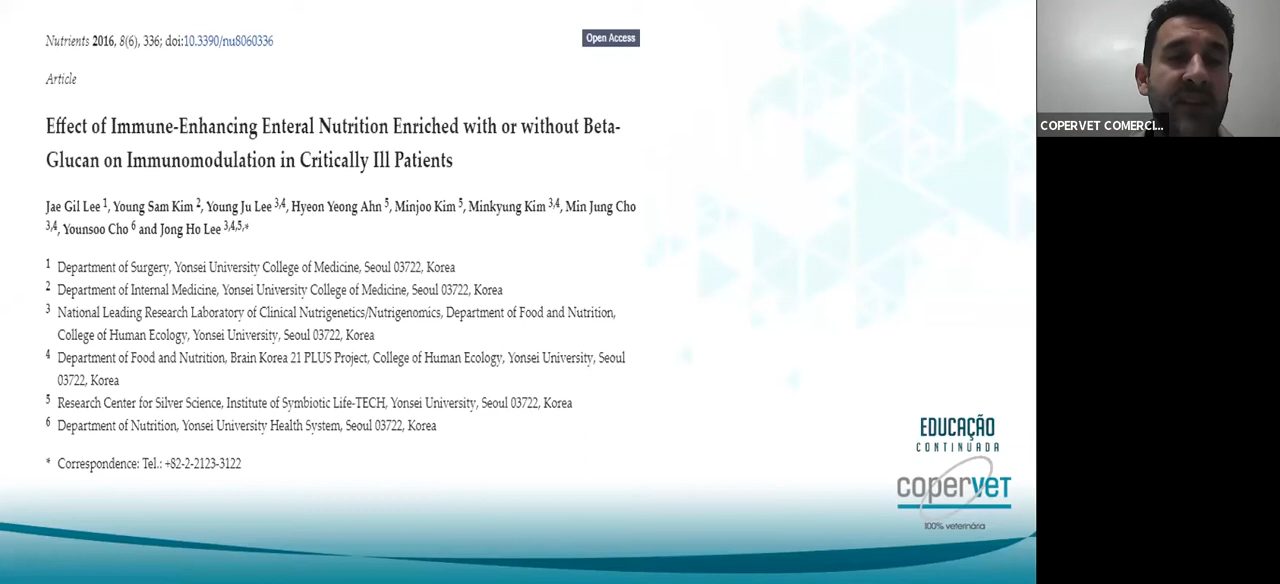 Nutrients 2016, 8(6), 336; doi:10.3390/nu8060336
Open Access
Article
Effect of Immune-Enhancing Enteral Nutrition Enriched with or without Beta-
Glucan on Immunomodulation in Critically Ill Patients
Jae Gil Lee 1, Young Sam Kim 2, Young Ju Lee 3,4, Hyeon Yeong Ahn 5, Minjoo Kim 5, Minkyung Kim 3,4, Min Jung Cho
3,4, Younsoo Cho 6 and Jong Ho Lee 3,4,5,*
1 Department of Surgery, Yonsei University College of Medicine, Seoul 03722, Korea
2 Department of Internal Medicine, Yonsei University College of Medicine, Seoul 03722, Korea
3 National Leading Research Laboratory of Clinical Nutrigenetics/Nutrigenomics, Department of Food and Nutrition,
College of Human Ecology, Yonsei University, Seoul 03722, Korea
4 Department of Food and Nutrition, Brain Korea 21 PLUS Project, College of Human Ecology, Yonsei University, Seoul
03722, Korea
5 Research Center for Silver Science, Institute of Symbiotic Life-TECH, Yonsei University, Seoul 03722, Korea
6 Department of Nutrition, Yonsei University Health System, Seoul 03722, Korea
* Correspondence: Tel.: +82-2-2123-3122
EDUCAÇÃO
CONTINUADA
copervet
100% veterinária
COPERVET COMERCI...